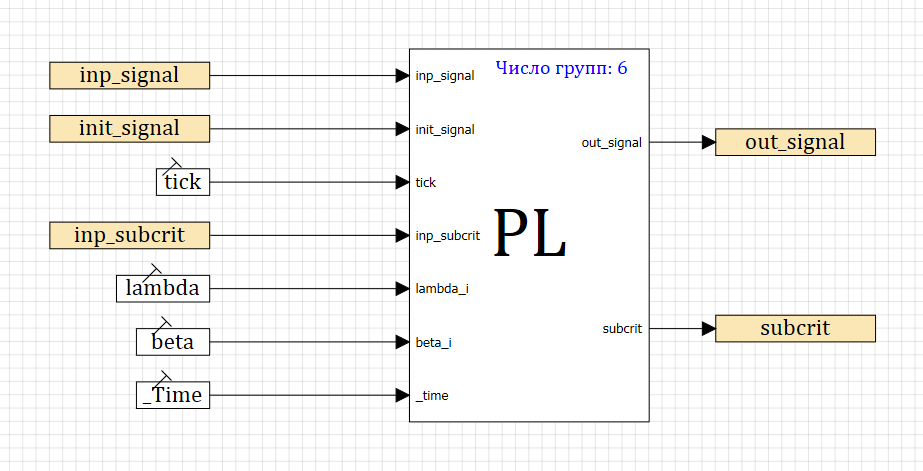 Число групп: 6
inp_signal
inp_signal
init_signal
init_signal
out_signal
out_signal
tick
tick
inp_subcrit
inp_subcrit
PL
lambda
lambda_i
subcrit
subcrit
beta
beta_i
_Time
_time